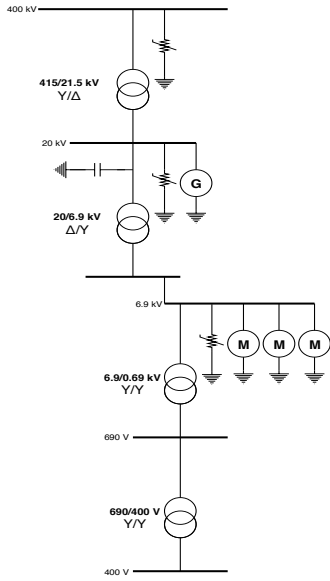 400 kV
415/21.5 kV
Y/Δ
20 kV
G
20/6.9 kV
Δ/Y
6.9 kV
M M M
6.9/0.69 kV
Y/Y
690 V
690/400 V
Y/Y
400 V